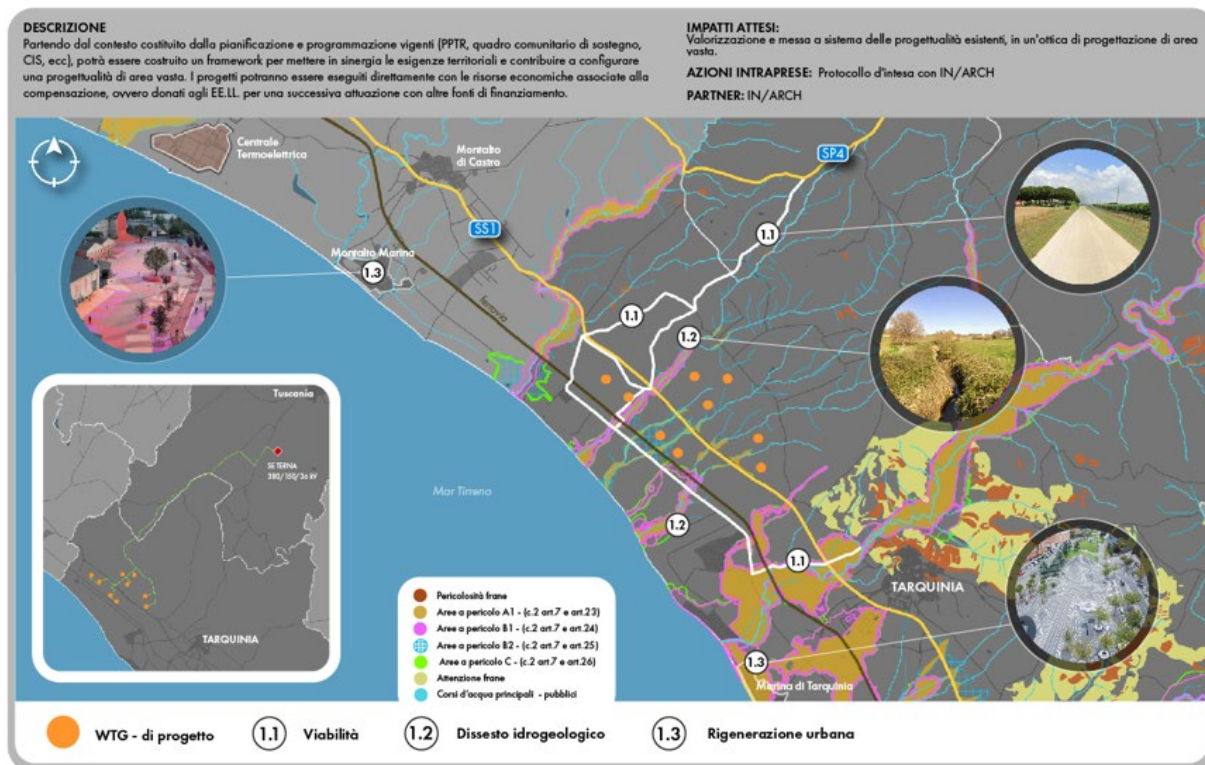 DESCRIZIONE
Partendo dal contesto costituito dalla pianificazione e programmazione vigenti (PPTR, quadro comunitario di sostegno,
CIS, ecc), potrà essere costruito un framework per mettere in sinergia le esigenze territoriali e contribuire a configurare
una progettualità di area vasta. I progetti potranno essere eseguiti direttamente con le risorse economiche associate alla
compensazione, ovvero donati agli EE.LL. per una successiva attuazione con altre fonti di finanziamento.
IMPATTI ATTESI:
Valorizzazione e messa a sistema delle progettualità esistenti, in un'ottica di progettazione di area
vasta.
AZIONI INTRAPRESE: Protocollo d'intesa con IN/ARCH
PARTNER: IN/ARCH
Centrale
Termoelettrica
Montalto
di Castro
SP4
SS1
1.1
Montalto Marina
1.3
ferrovia
1.1
1.2
Tuscania
SE TERNA
380/150/36 kV
TARQUINIA
Mar Tirreno
1.2
1.1
TARQUINIA
1.3
Marina di Tarquinia
Pericolosità frane
Aree a pericolo A1 - (c.2 art.7 e art.23)
Aree a pericolo B1 - (c.2 art.7 e art.24)
Aree a pericolo B2 - (c.2 art.7 e art.25)
Aree a pericolo C - (c.2 art.7 e art.26)
Attenzione frane
Corsi d'acqua principali - pubblici
WTG - di progetto
1.1 Viabilità
1.2 Dissesto idrogeologico
1.3 Rigenerazione urbana